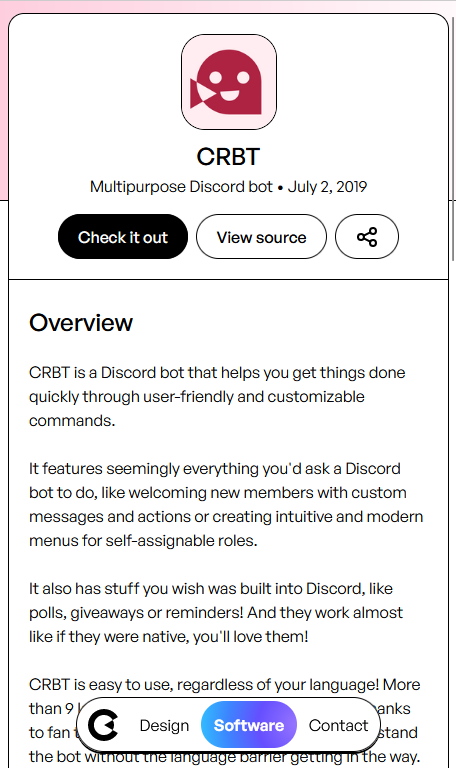 CRBT
Multipurpose Discord bot • July 2, 2019
Check it out
View source
Overview
CRBT is a Discord bot that helps you get things done
quickly through user-friendly and customizable
commands.
It features seemingly everything you'd ask a Discord
bot to do, like welcoming new members with custom
messages and actions or creating intuitive and modern
menus for self-assignable roles.
It also has stuff you wish was built into Discord, like
polls, giveaways or reminders! And they work almost
like if they were native, you'll love them!
CRBT is easy to use, regardless of your language! More
than 9
to fan
the bot without the language barrier getting in the way.
Design
Software
Contact